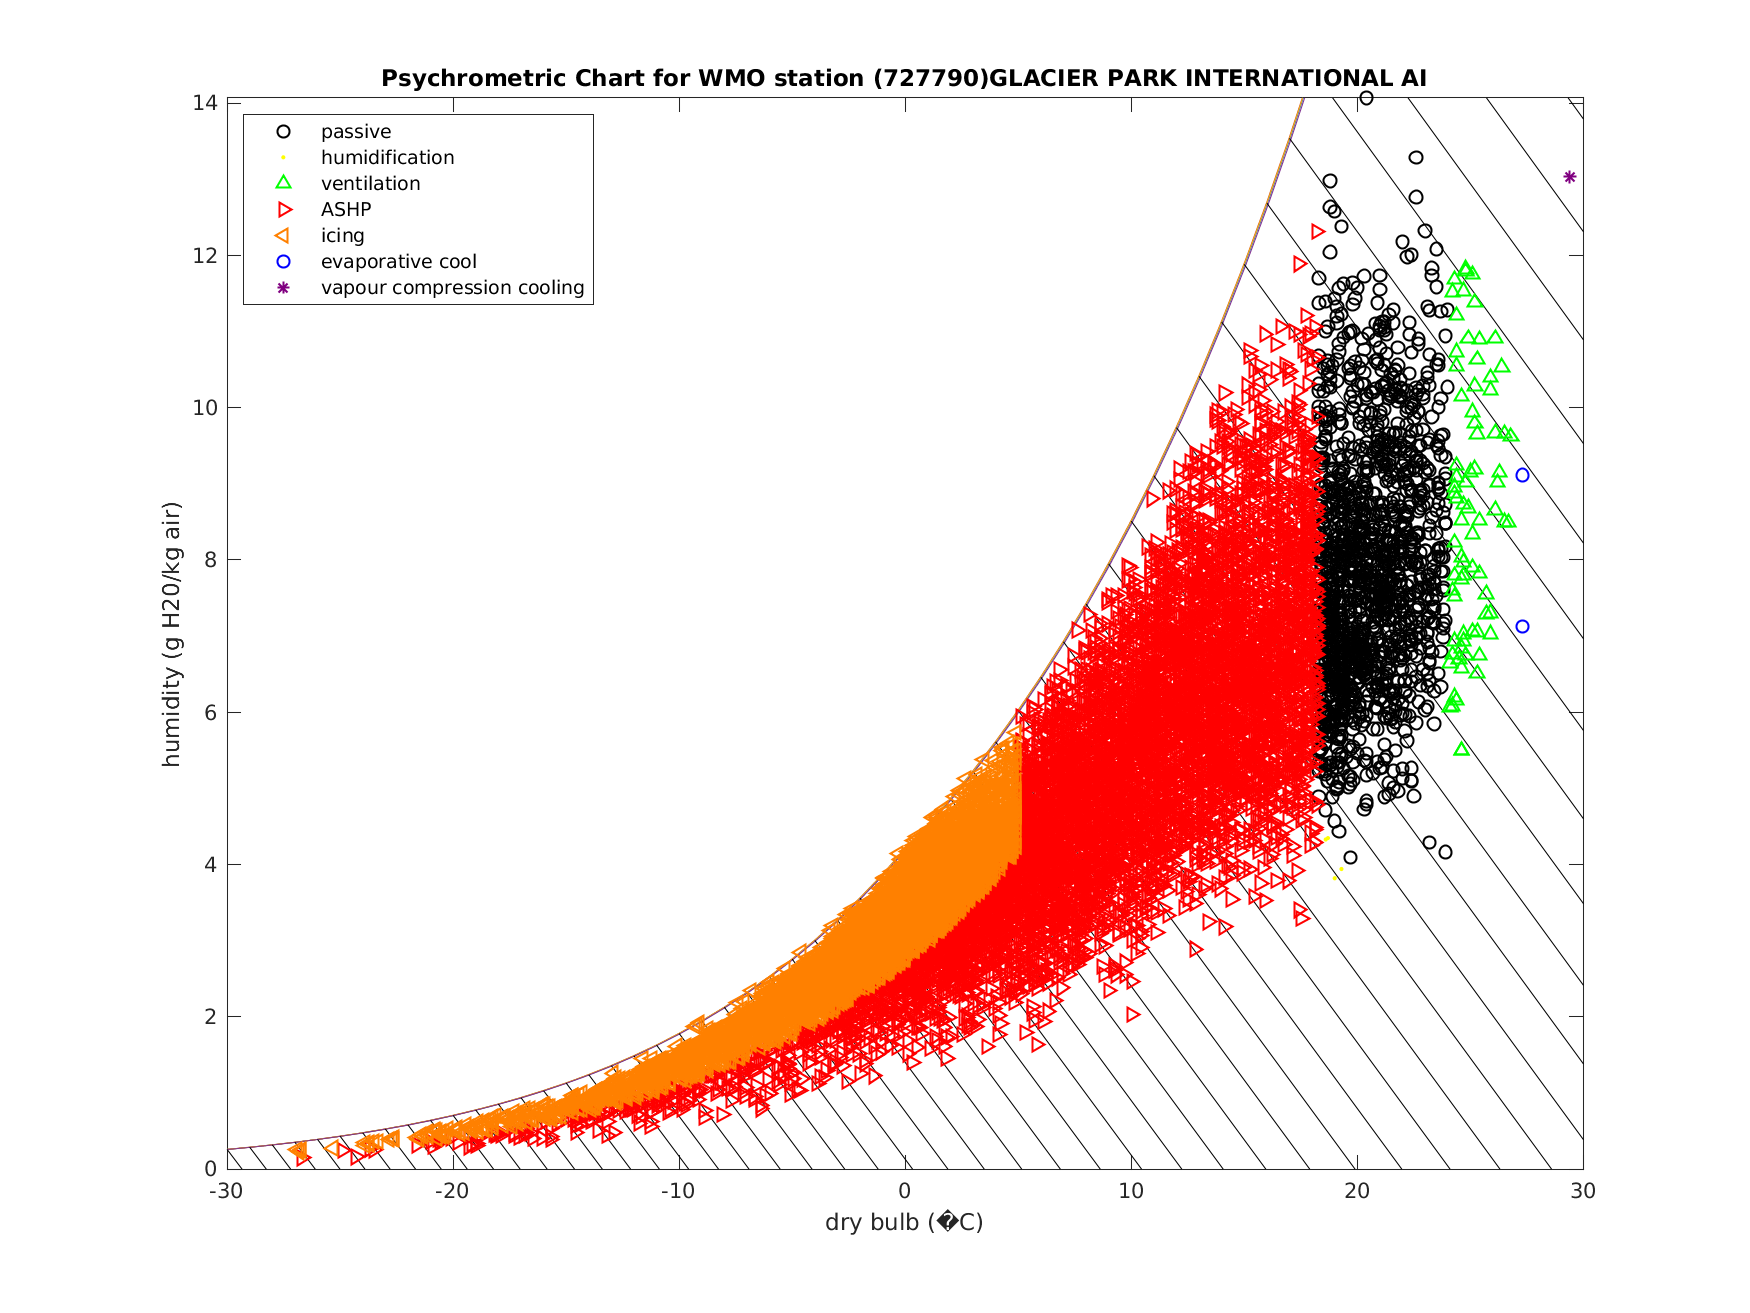 Psychrometric Chart for WMO station (727790)GLACIER PARK INTERNATIONAL AI
14
12
10
8
6
4
2
0
humidity (g H20/kg air)
passive
humidification
ventilation
ASHP
icing
evaporative cool
vapour compression cooling
-30 -20 -10 0 10 20 30
dry bulb (�C)